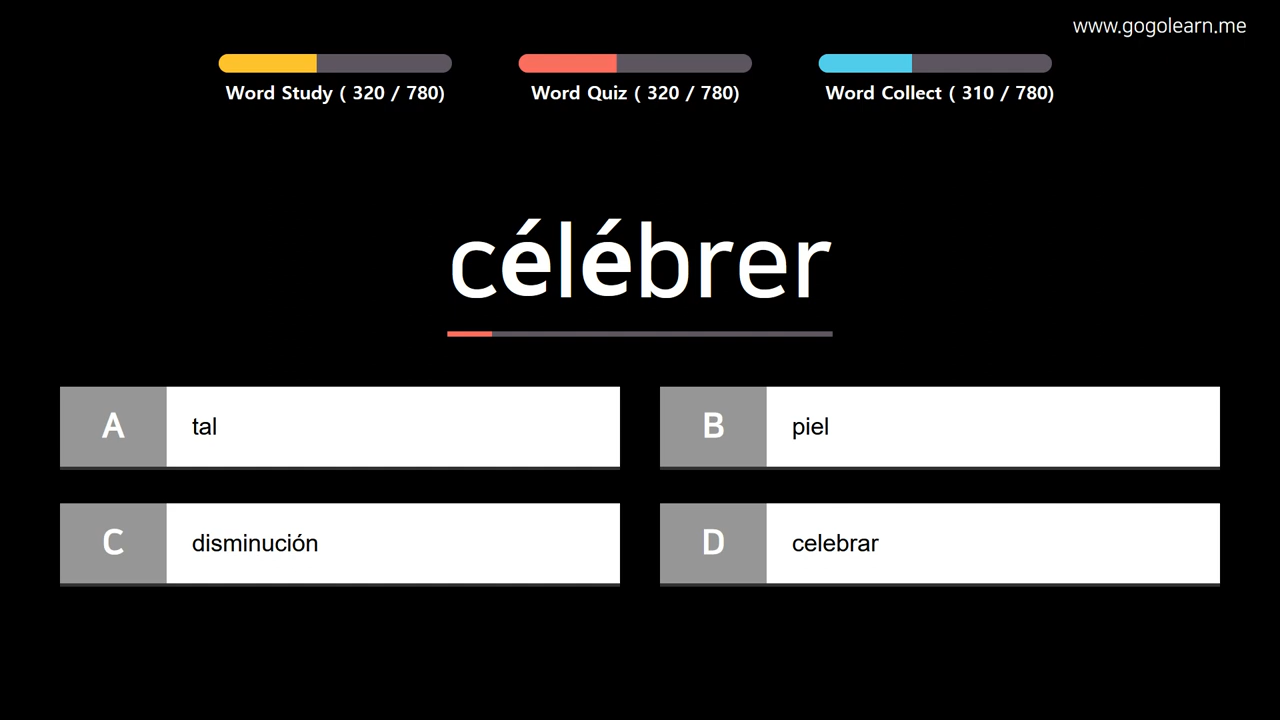 www.gogolearn.me
Word Study ( 320 / 780)
Word Quiz ( 320 / 780)
Word Collect ( 310 / 780)
célébrer
A tal
B piel
C disminución
D celebrar